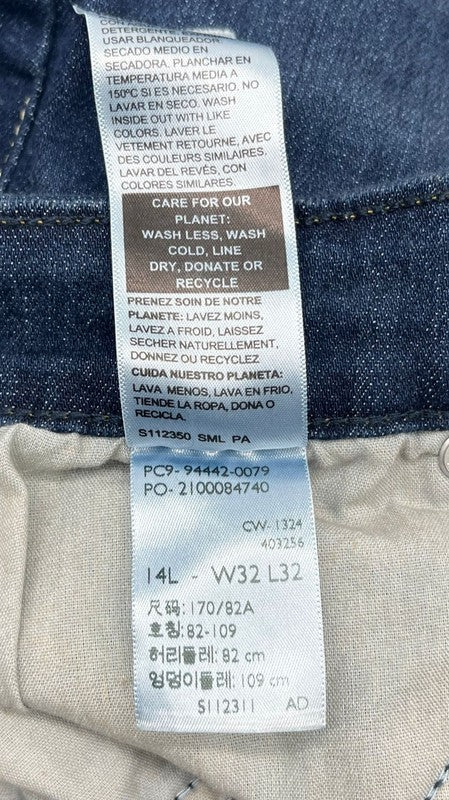 CON AGUA
DETERGENTE
USAR BLANQUEADOR.
SECADO MEDIO EN
SECADORA. PLANCHAR EN
TEMPERATURA MEDIA A
150ºC SI ES NECESARIO. NO
LAVAR EN SECO. WASH
INSIDE OUT WITH LIKE
COLORS. LAVER LE
VETEMENT RETOURNE, AVEC
DES COULEURS SIMILAIRES.
LAVAR DEL REVÉS, CON
COLORES SIMILARES.
CARE FOR OUR
PLANET:
WASH LESS, WASH
COLD, LINE
DRY, DONATE OR
RECYCLE
PRENEZ SOIN DE NOTRE
PLANETE: LAVEZ MOINS,
LAVEZ A FROID, LAISSEZ
SECHER NATURELLEMENT,
DONNEZ OU RECYCLEZ
CUIDA NUESTRO PLANETA:
LAVA MENOS, LAVA EN FRIO,
TIENDE LA ROPA, DONA O
RECICLA.
S112350 SML PA
PC9- 94442-0079
PO- 2100084740
CW- 1324
403256
14L - W32 L32
尺码: 170/82A
호칭: 82-109
허리둘레: 82 cm
엉덩이둘레: 109 cm
S112311 AD